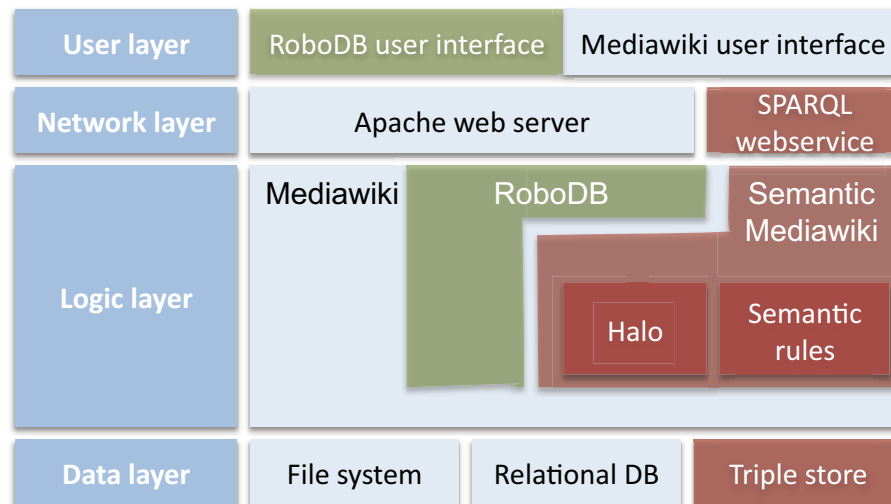 User layer
RoboDB user interface
Mediawiki user interface
Network layer
Apache web server
SPARQL
webservice
Logic layer
Mediawiki
RoboDB
Semantic
Mediawiki
Halo
Semantic
rules
Data layer
File system
Relational DB
Triple store